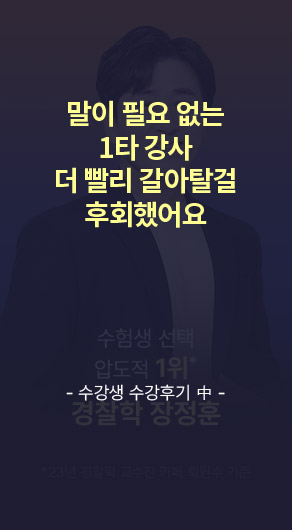 말이 필요 없는
1타 강사
더 빨리 갈아탈걸
후회했어요
수험생 선택
압도적 1위*
- 수강생 수강후기 中 -
경찰학 장정훈